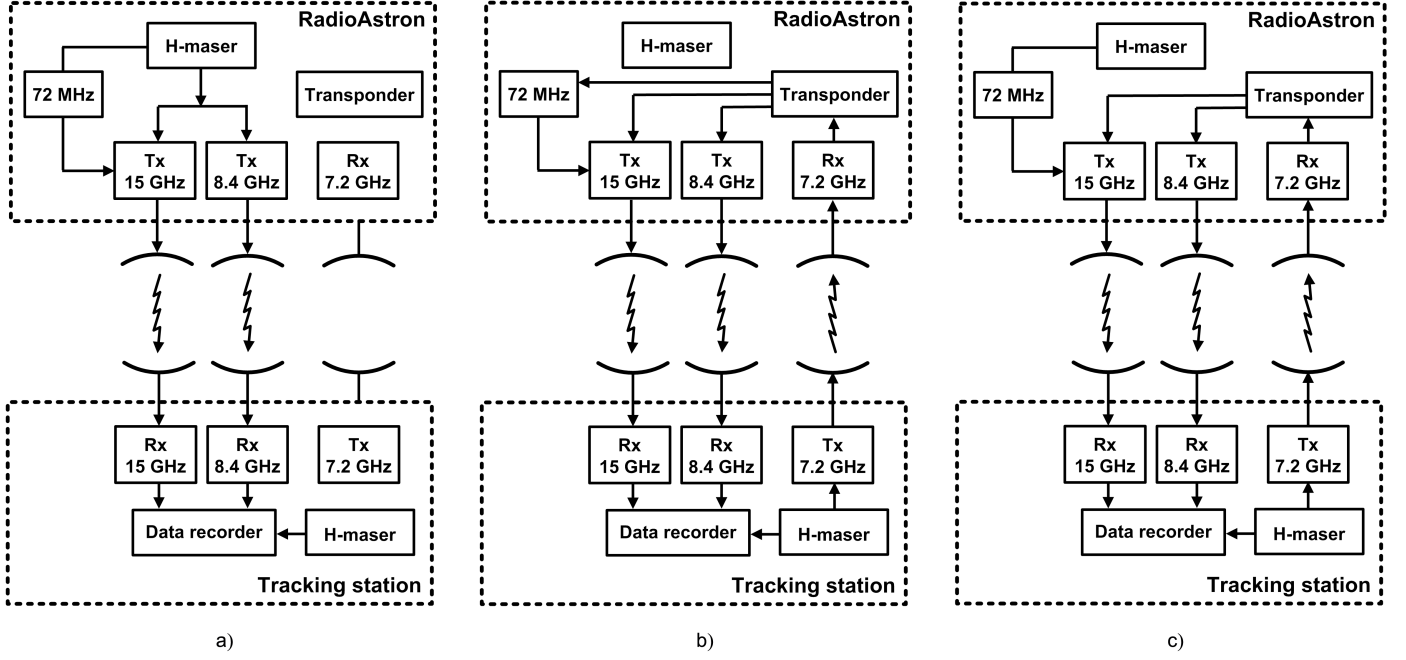 RadioAstron
H-maser
72 MHz
Transponder
Tx
15 GHz
Tx
8.4 GHz
Rx
7.2 GHz
Rx
15 GHz
Rx
8.4 GHz
Tx
7.2 GHz
Data recorder
H-maser
Tracking station
a)
RadioAstron
H-maser
72 MHz
Transponder
Tx
15 GHz
Tx
8.4 GHz
Rx
7.2 GHz
Rx
15 GHz
Rx
8.4 GHz
Tx
7.2 GHz
Data recorder
H-maser
Tracking station
b)
RadioAstron
H-maser
72 MHz
Transponder
Tx
15 GHz
Tx
8.4 GHz
Rx
7.2 GHz
Rx
15 GHz
Rx
8.4 GHz
Tx
7.2 GHz
Data recorder
H-maser
Tracking station
c)